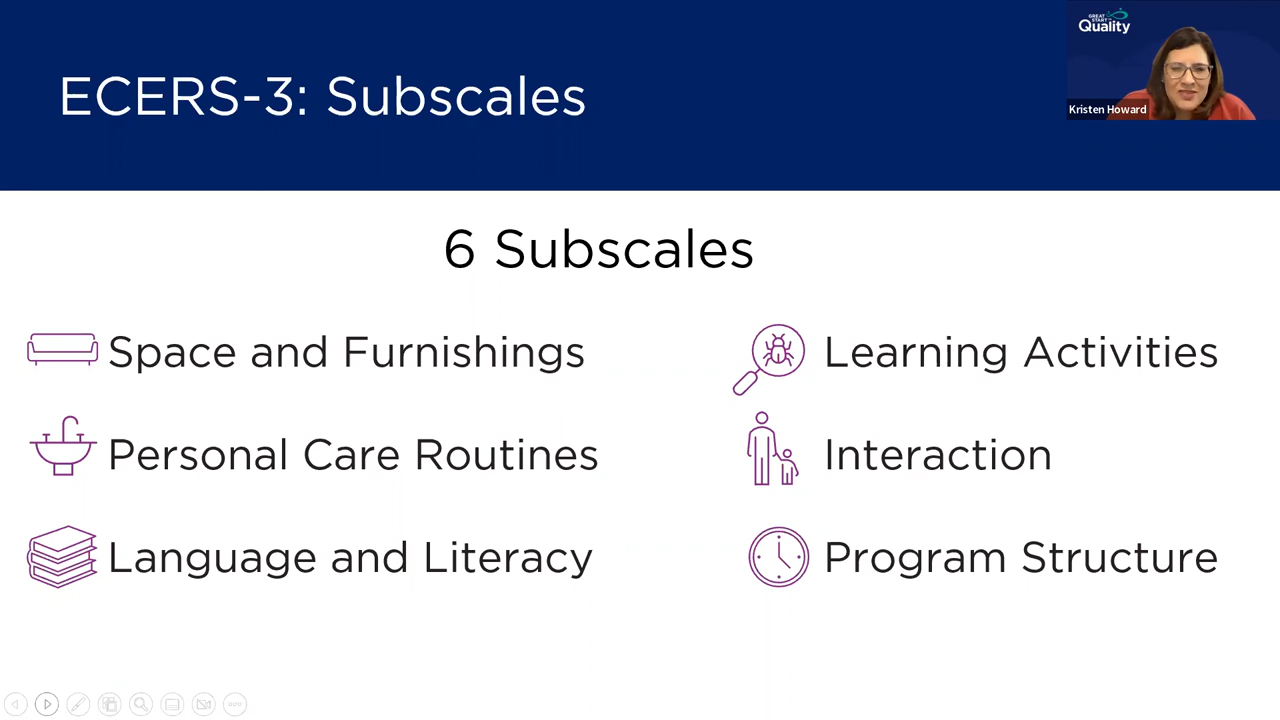 ECERS-3: Subscales
GREAT
START TO
Quality
Kristen Howard
6 Subscales
Space and Furnishings
Personal Care Routines
Language and Literacy
Learning Activities
Interaction
Program Structure